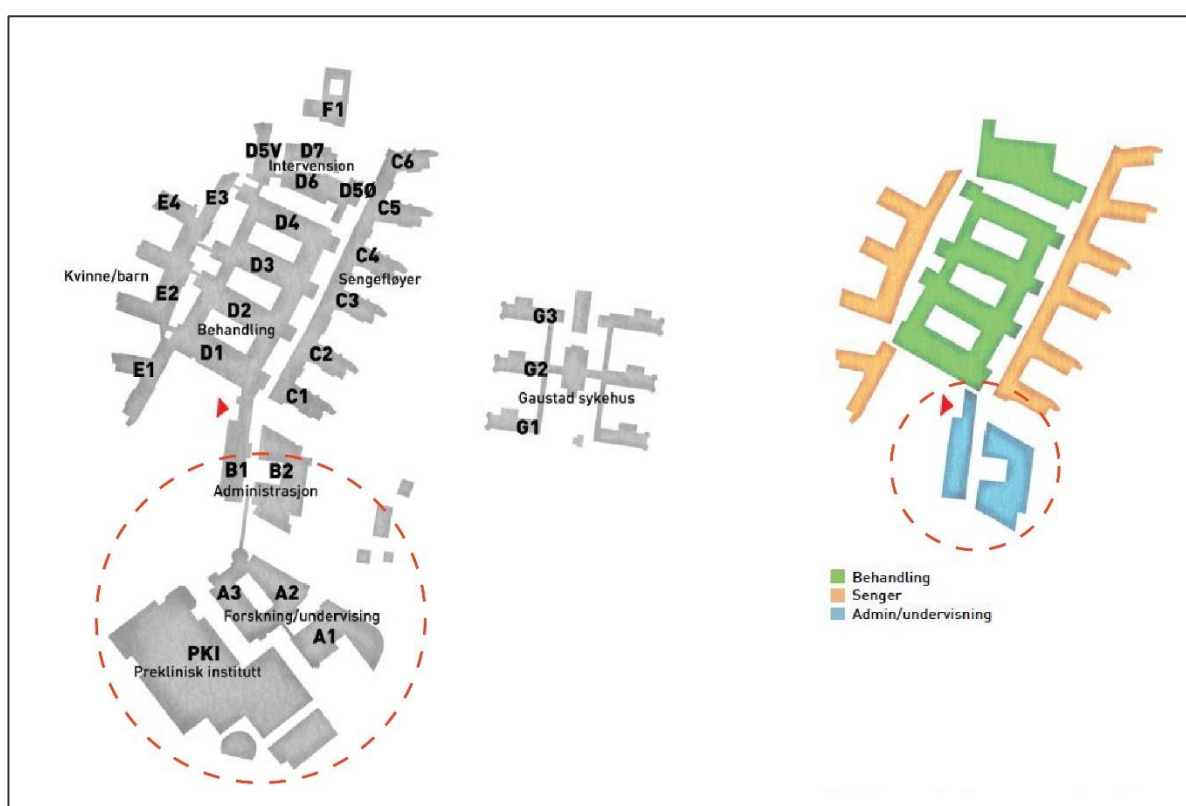 F1
D5V
D7
Intervension
D6
D5Ø
C6
E4
E3
D4
C5
D3
C4
Kvinne/barn
Sengefløyer
E2
D2
C3
Behandling
D1
C2
E1
C1
G3
G2
Gaustad sykehus
G1
B1
B2
Administrasjon
A3
A2
Forskning/undervising
A1
PKI
Preklinisk institutt
Behandling
Senger
Admin/undervisning